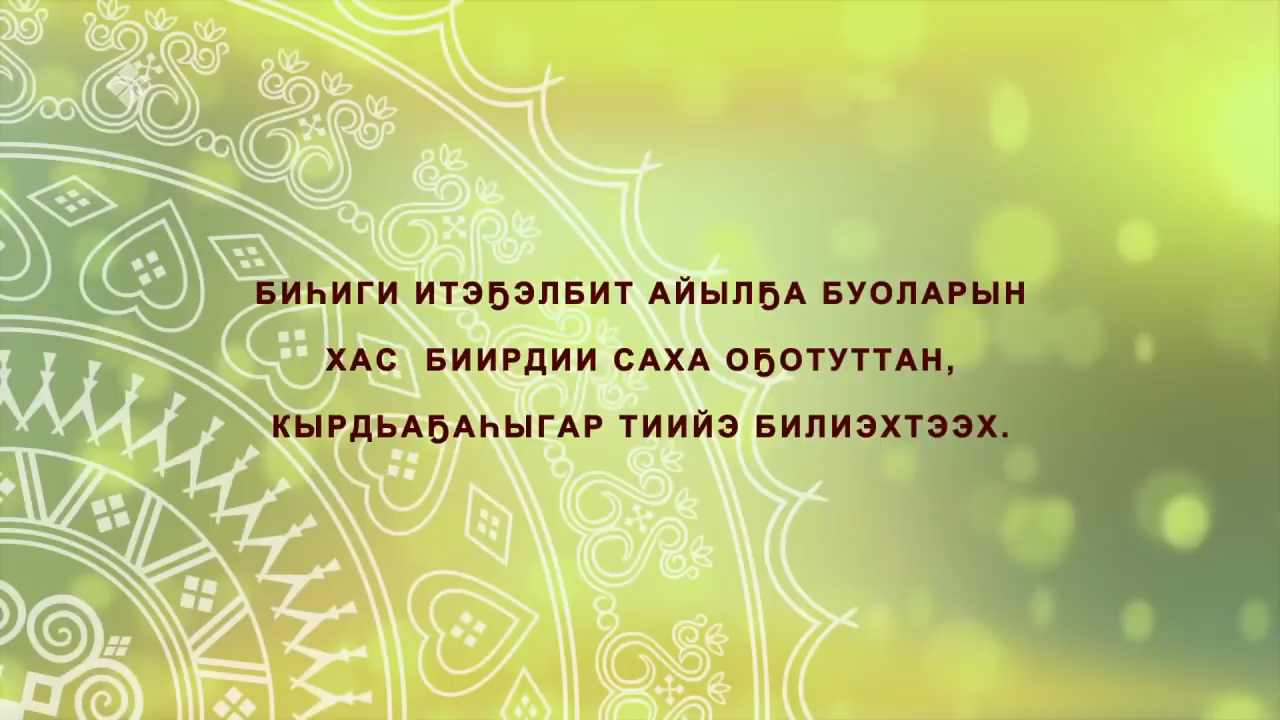 БИҺИГИ ИТЭҔЭЛБИТ АЙЫЛҔА БУОЛАРЫН
ХАС БИИРДИИ САХА ОҔОТУТТАН,
КЫРДЬАҔАҺЫГАР ТИИЙЭ БИЛИЭХТЭЭХ.